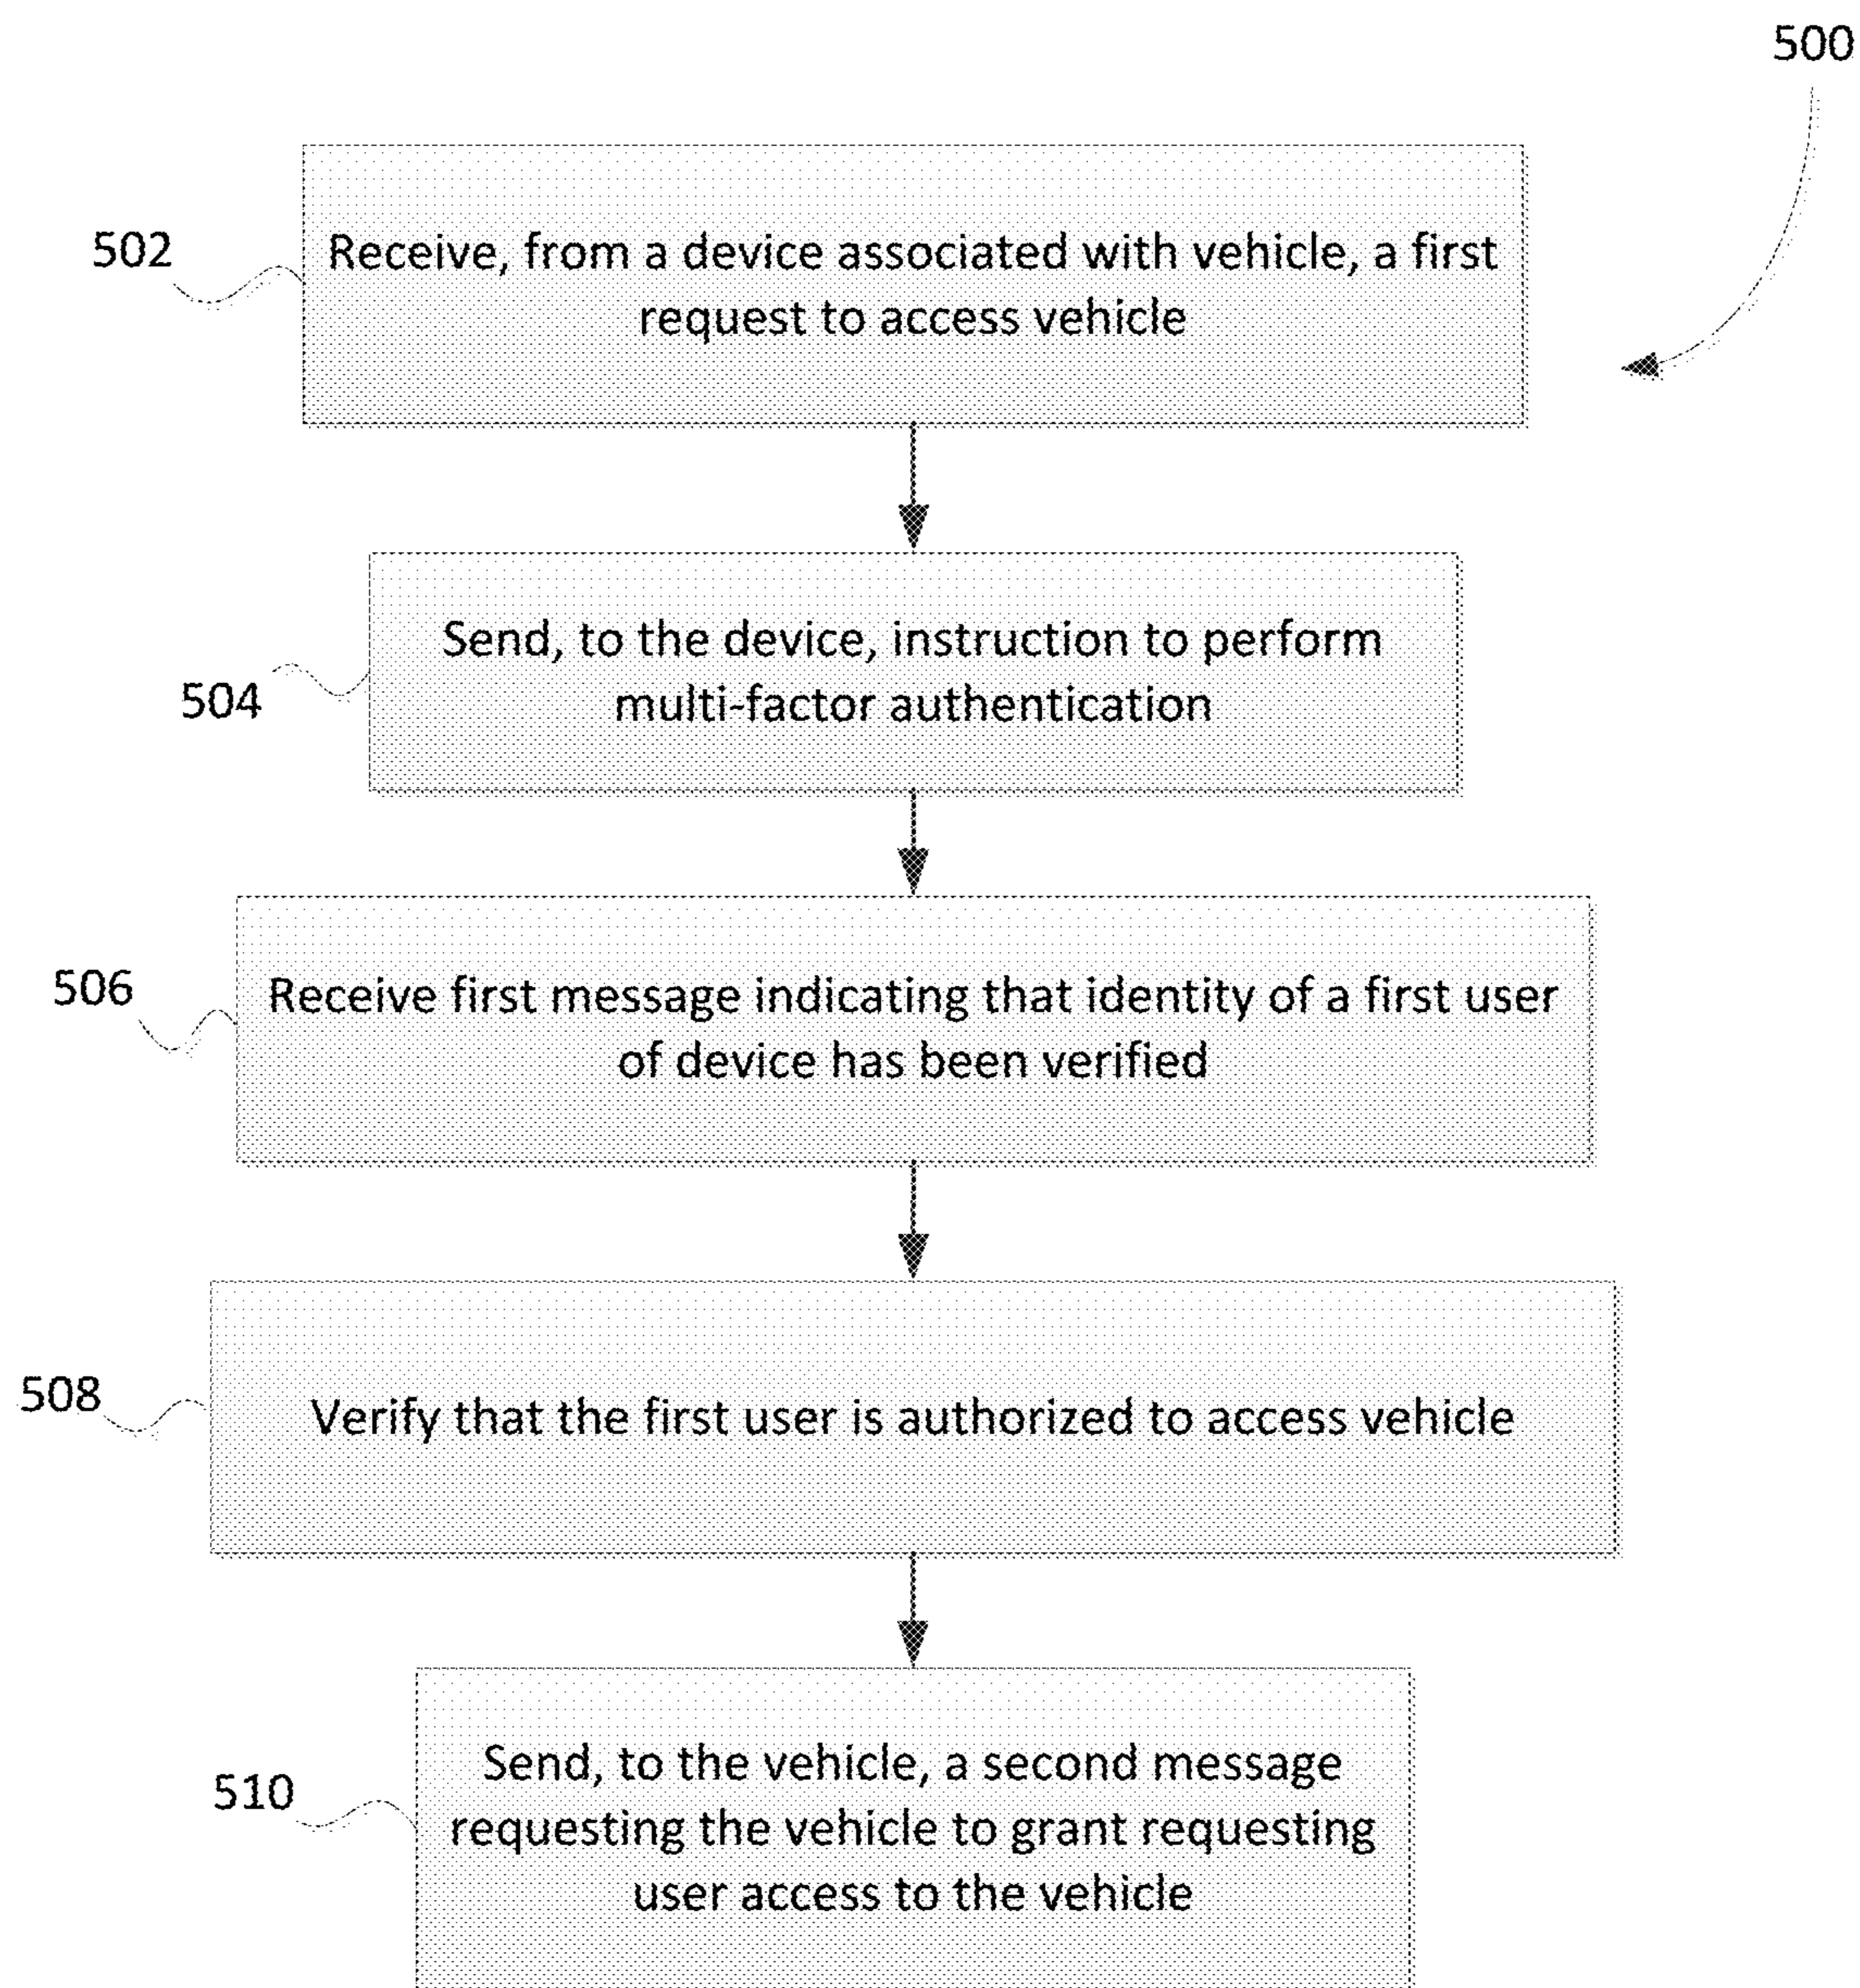 500
502
Receive, from a device associated with vehicle, a first
request to access vehicle
504
Send, to the device, instruction to perform
multi-factor authentication
506
Receive first message indicating that identity of a first user
of device has been verified
508
Verify that the first user is authorized to access vehicle
510
Send, to the vehicle, a second message
requesting the vehicle to grant requesting
user access to the vehicle